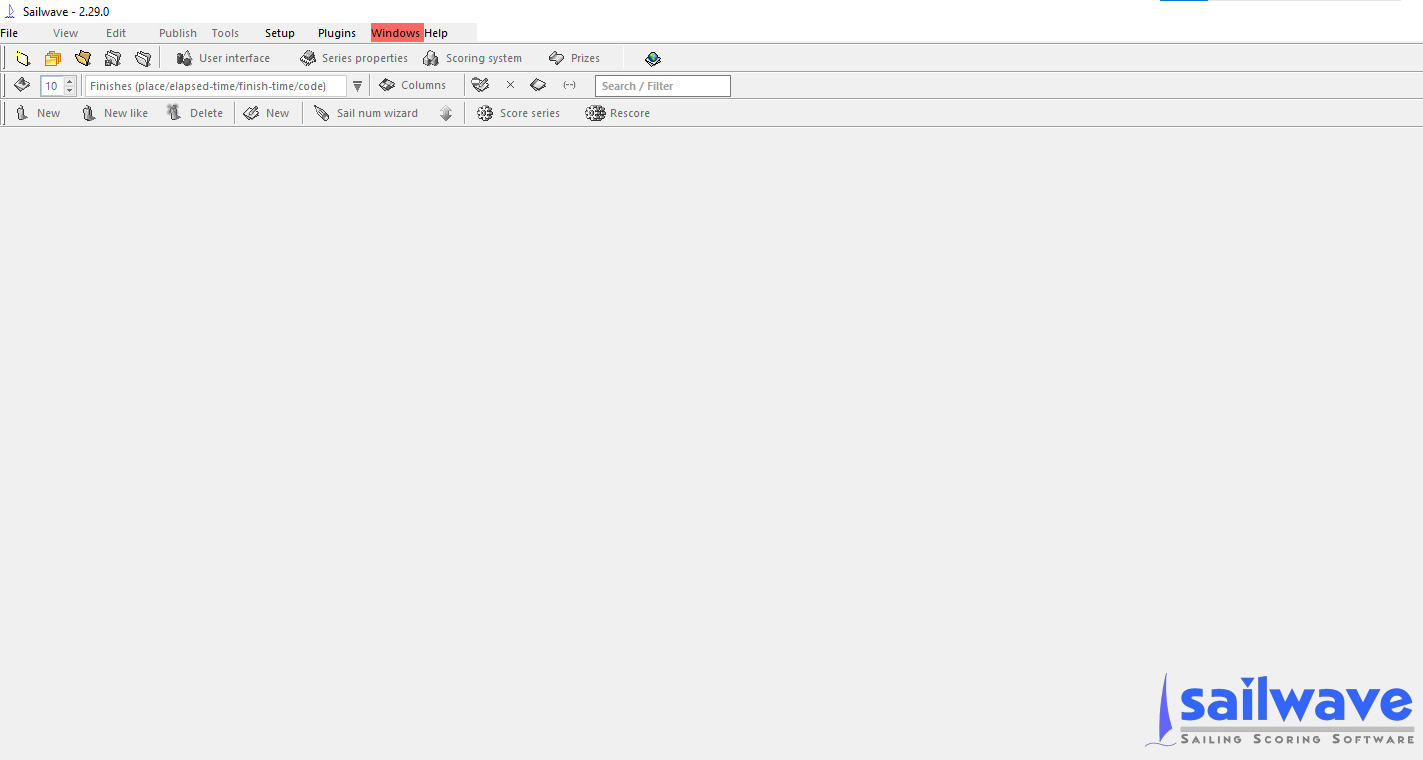 Sailwave - 2.29.0
File View Edit Publish Tools Setup Plugins Windows Help
User interface Series properties Scoring system Prizes
10 Finishes (place/elapsed-time/finish-time/code) Columns (--) Search / Filter
New New like Delete New Sail num wizard Score series Rescore
sailwave
SAILING SCORING SOFTWARE